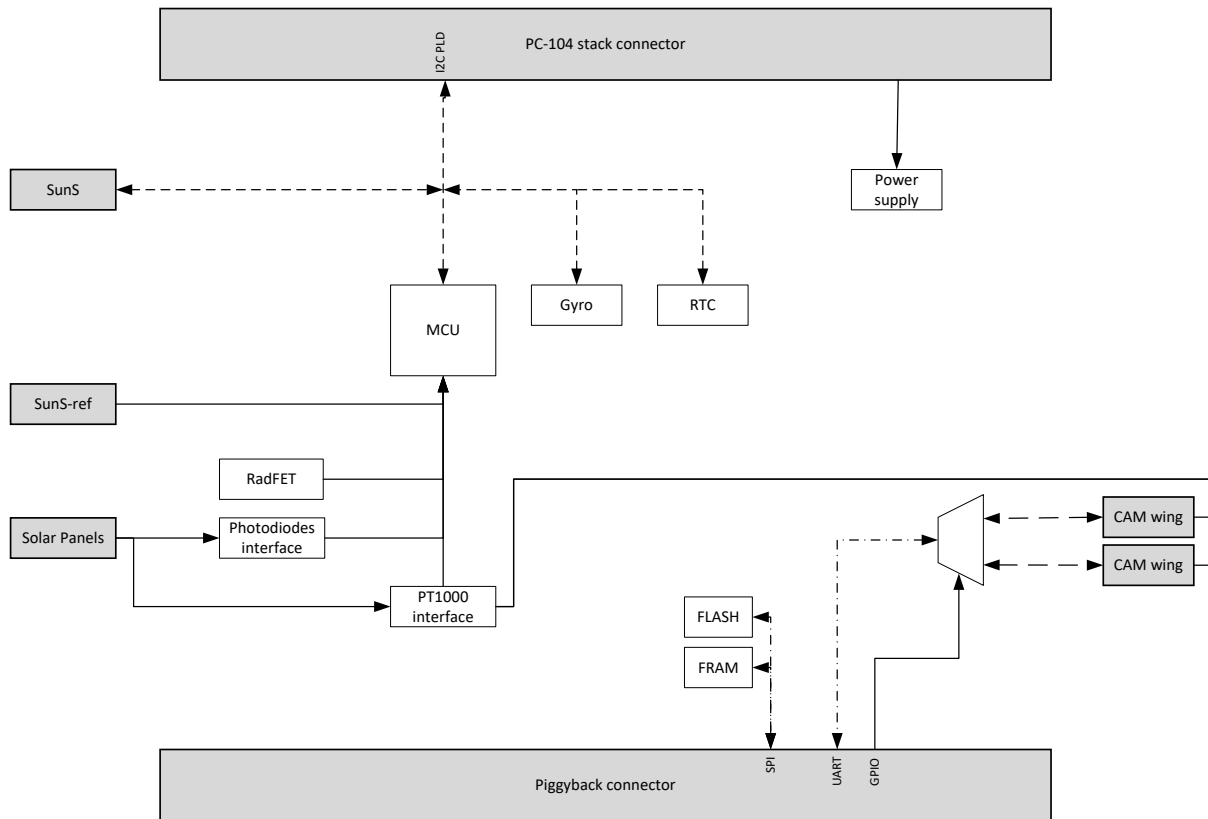 PC-104 stack connector
I2C PLD
SunS
Power
supply
Gyro
RTC
MCU
SunS-ref
RadFET
Solar Panels
Photodiodes
interface
CAM wing
CAM wing
PT1000
interface
FLASH
FRAM
SPI
UART
GPIO
Piggyback connector